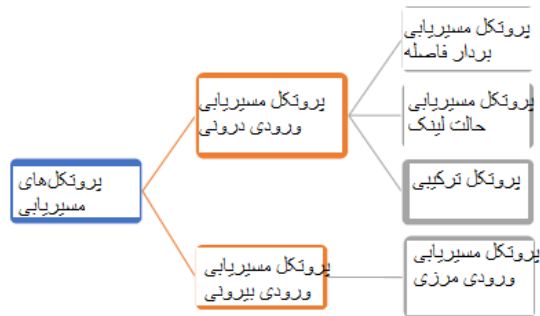 پروتکل‌های
مسیریابی
پروتکل مسیریابی
ورودی درونی
پروتکل مسیریابی
بردار فاصله
پروتکل مسیریابی
حالت لینک
پروتکل ترکیبی
پروتکل مسیریابی
ورودی بیرونی
پروتکل مسیریابی
ورودی مرزی